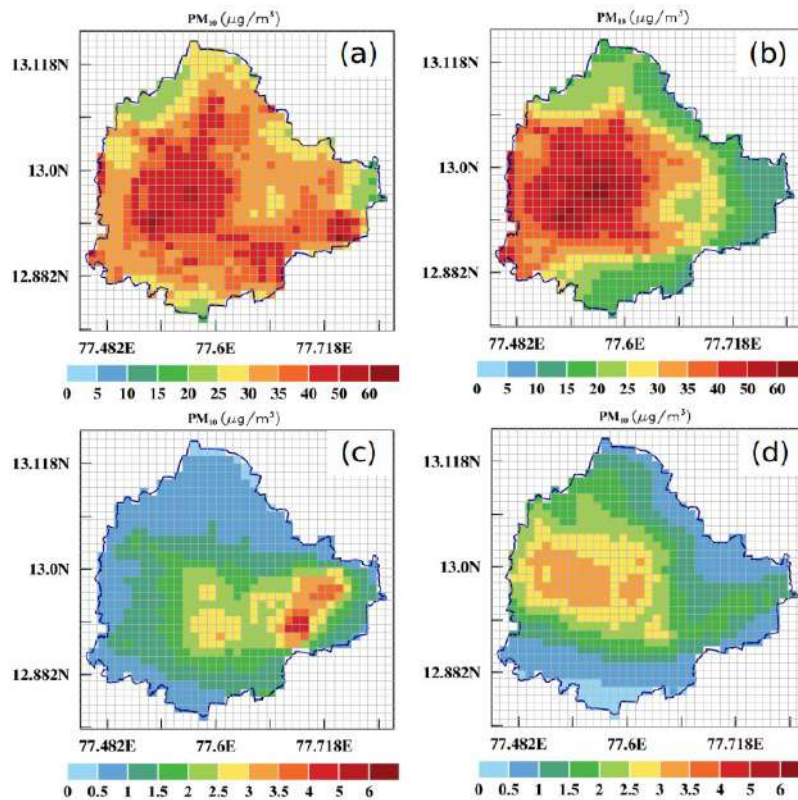 PM₁₀ (μg/m³)
(a)
13.118N
13.0N
12.882N
77.482E 77.6E 77.718E
0 5 10 15 20 25 30 35 40 50 60
PM₁₀ (μg/m³)
(b)
13.118N
13.0N
12.882N
77.482E 77.6E 77.718E
0 5 10 15 20 25 30 35 40 50 60
PM₁₀ (μg/m³)
(c)
13.118N
13.0N
12.882N
77.482E 77.6E 77.718E
0 0.5 1 1.5 2 2.5 3 3.5 4 5 6
PM₁₀ (μg/m³)
(d)
13.118N
13.0N
12.882N
77.482E 77.6E 77.718E
0 0.5 1 1.5 2 2.5 3 3.5 4 5 6